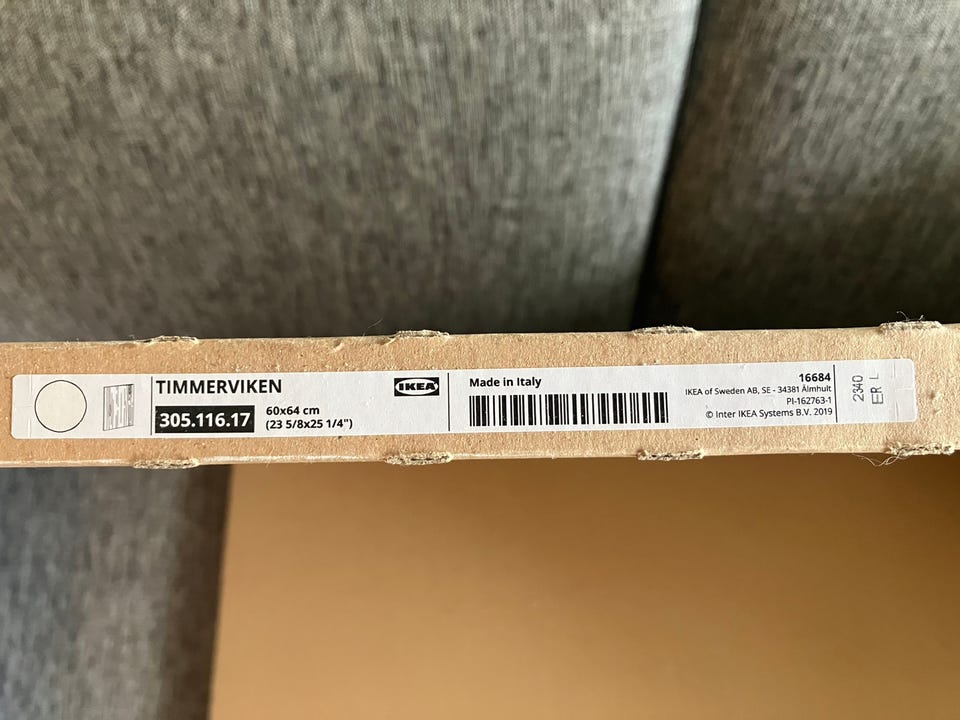 TIMMERVIKEN
305.116.17
60x64 cm
(23 5/8x25 1/4")
IKEA
Made in Italy
16684
IKEA of Sweden AB, SE - 34381 Älmhult
PI-162763-1
© Inter IKEA Systems B.V. 2019
2340
ER L